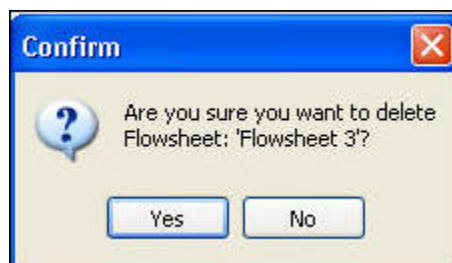 Confirm
Are you sure you want to delete
Flowsheet: 'Flowsheet 3'?
Yes No